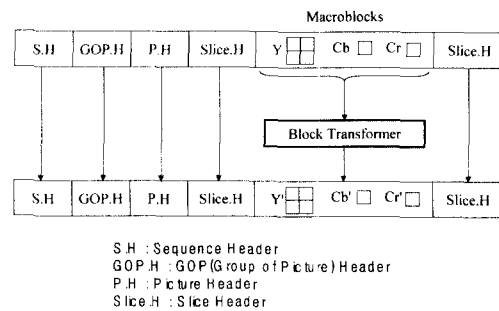 Macroblocks
S.H GOP.H P.H Slice.H Y Cb Cr Slice.H
Block Transformer
S.H GOP.H P.H Slice.H Y' Cb' Cr' Slice.H
S.H : Sequence Header
GOP.H : GOP(Group of Picture) Header
P.H : Picture Header
Slice.H : Slice Header